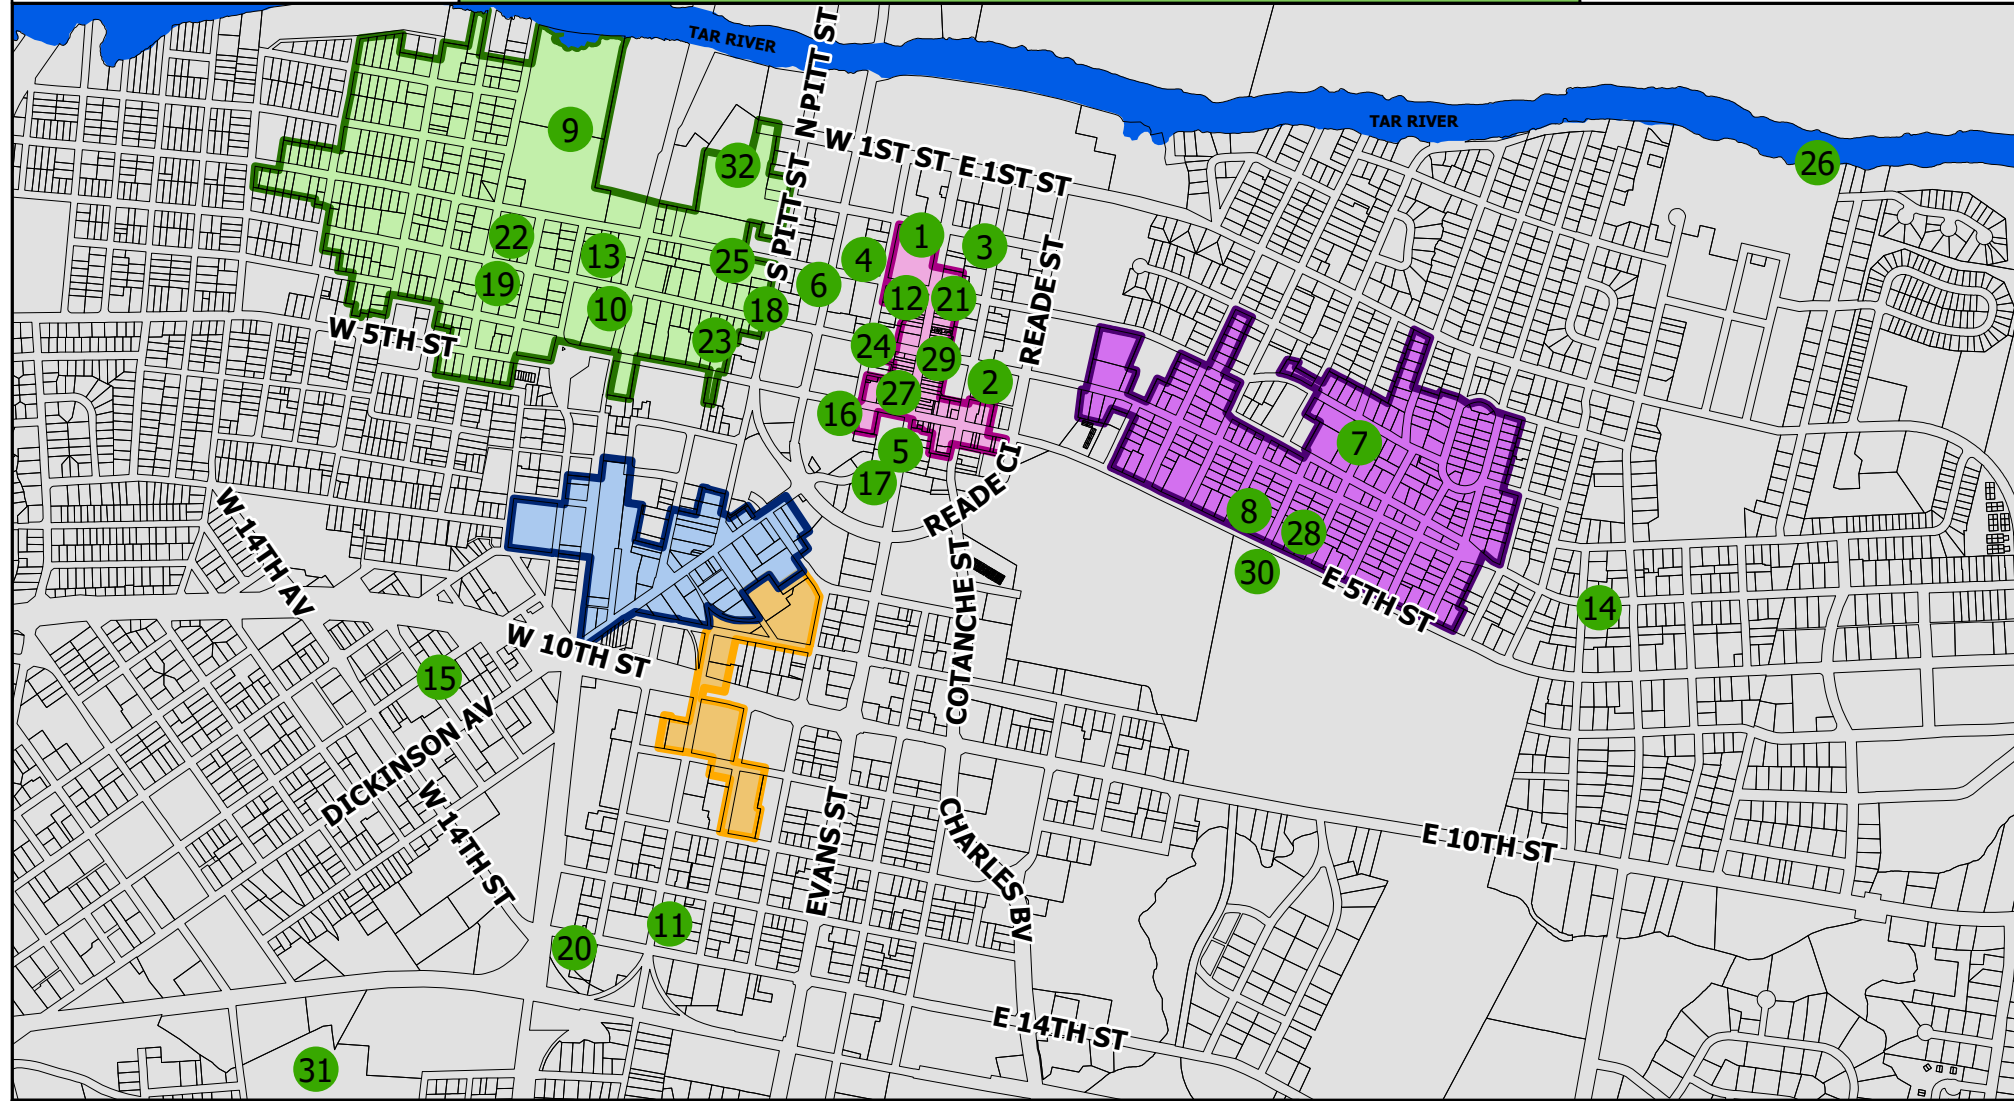 TAR RIVER
N PITT ST
TAR RIVER
9
W 1ST ST
E 1ST ST
32
26
S PITT ST
22
13
25
1
3
4
READE ST
19
10
6
12
21
18
W 5TH ST
23
24
29
2
27
16
7
5
17
READE CI
8
28
W 14TH AV
COTANCHE ST
30
E 5TH ST
14
W 10TH ST
15
DICKINSON AV
W 14TH ST
EVANS ST
CHARLES BV
E 10TH ST
11
20
E 14TH ST
31